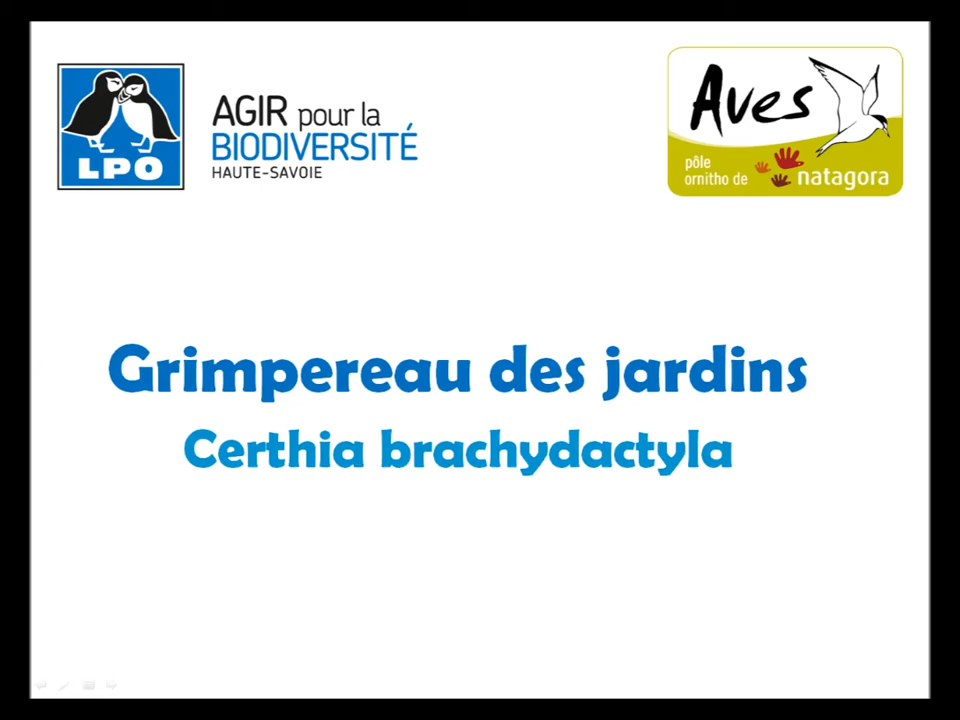 LPO
AGIR pour la
BIODIVERSITÉ
HAUTE-SAVOIE
Aves
pôle
ornitho de
natagora
Grimpereau des jardins
Certhia brachydactyla